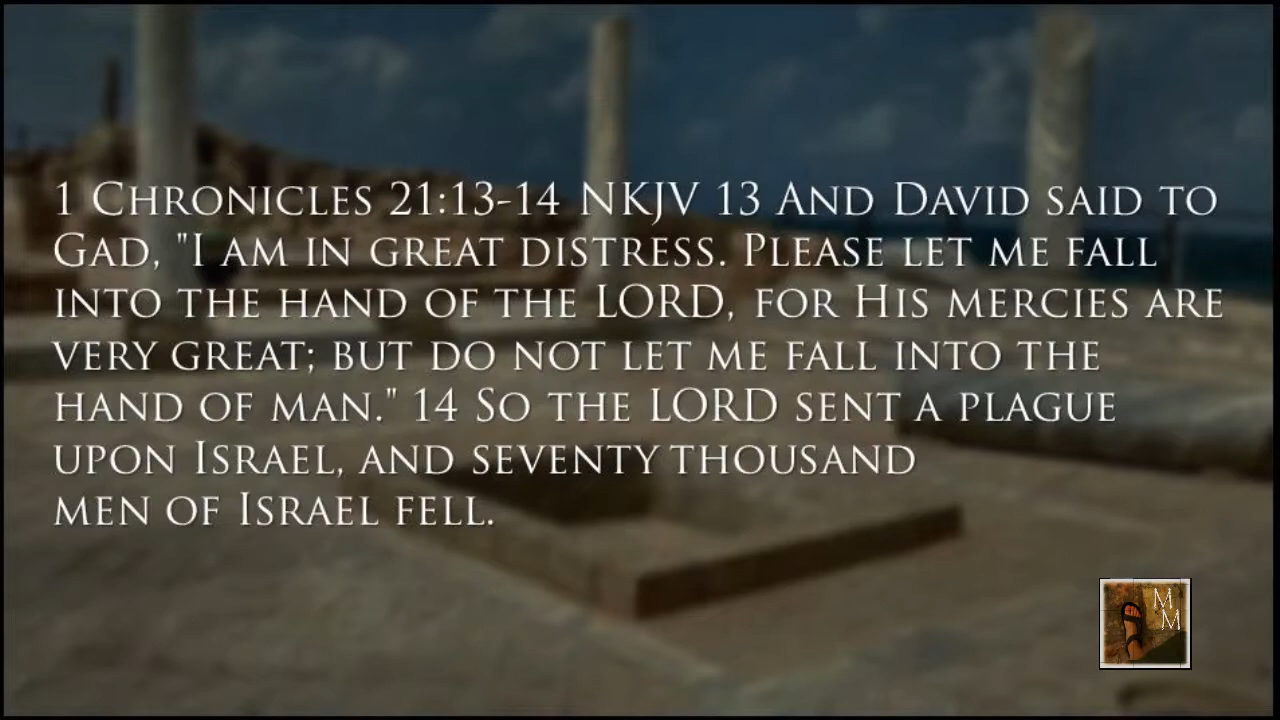 1 Chronicles 21:13-14 NKJV 13 And David said to
Gad, "I am in great distress. Please let me fall
into the hand of the LORD, for His mercies are
very great; but do not let me fall into the
hand of man." 14 So the LORD sent a plague
upon Israel, and seventy thousand
men of Israel fell.
M
M